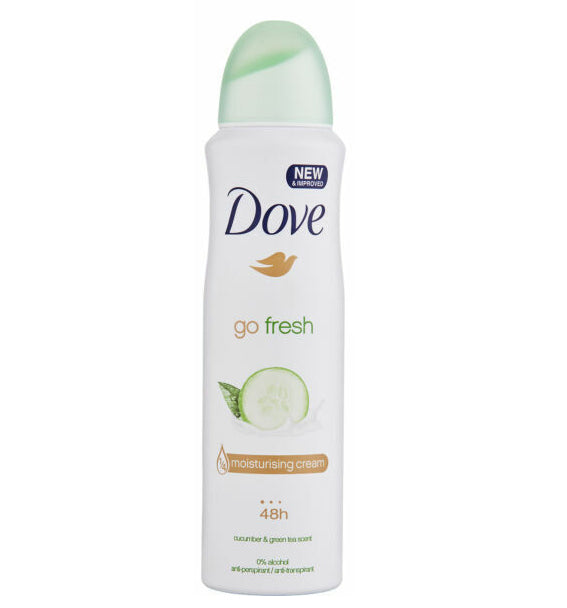 NEW
& IMPROVED
Dove
go fresh
1/4 moisturising cream
48h
cucumber & green tea scent
0% alcohol
anti-perspirant / anti-transpirant